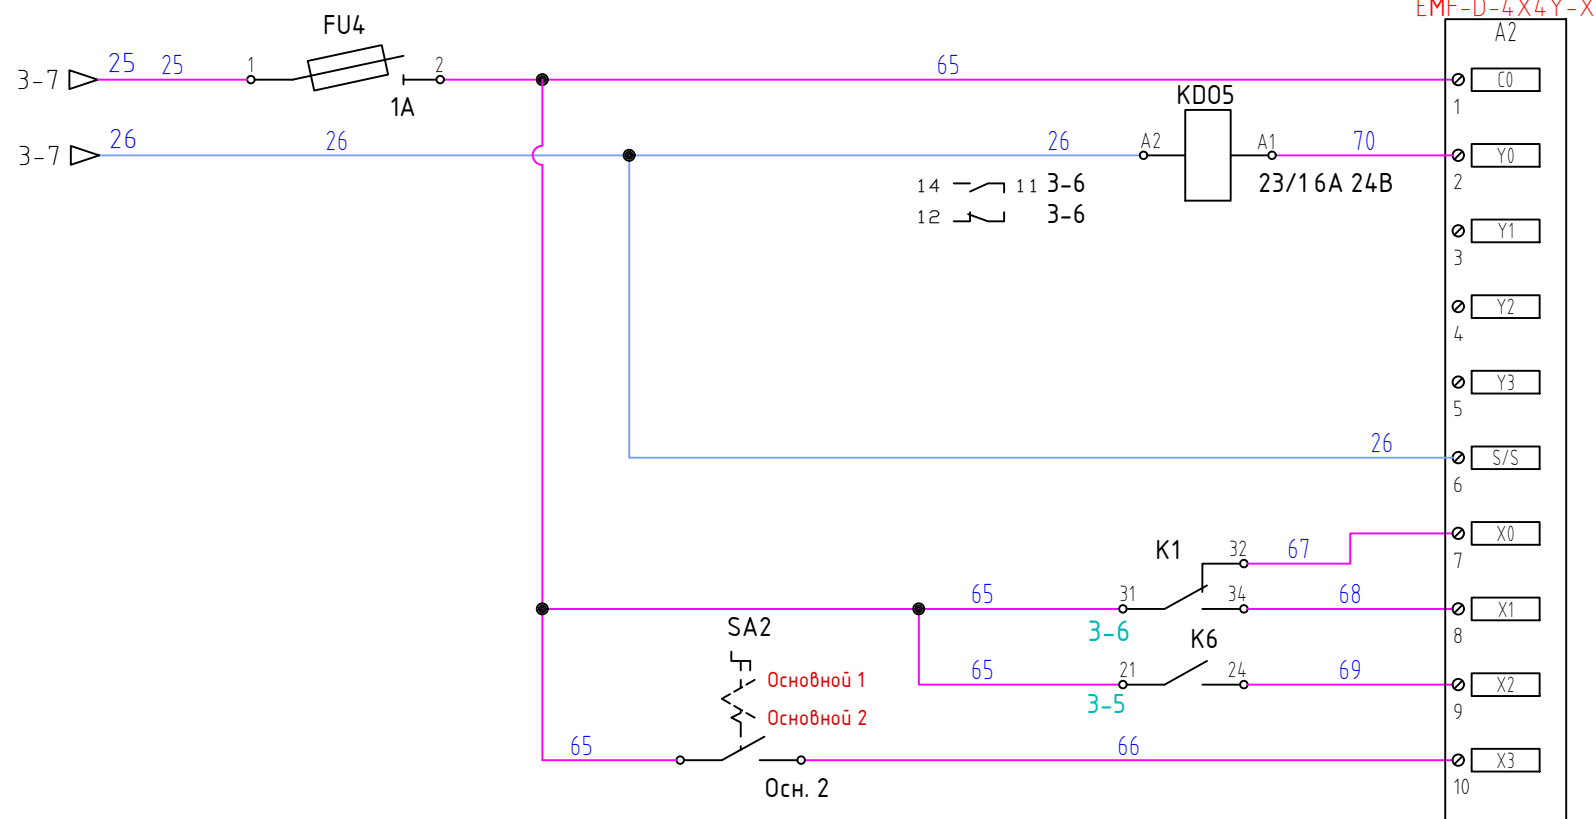 EMF-D-4X4Y-X
A2
FU4
3-7 25 25 1 2 65 C0
1A
1
KD05
3-7 26 26 26 A2 A1 70 Y0
14 11 3-6
23/1 6A 24В
2
12 3-6
Y1
3
Y2
4
Y3
5
26 S/S
6
X0
K1 32 67
7
65 31 34 68 X1
3-6
8
SA2
K6
65 21 24 69 X2
Основной 1
3-5
9
Основной 2
65 66 X3
Осн. 2
10